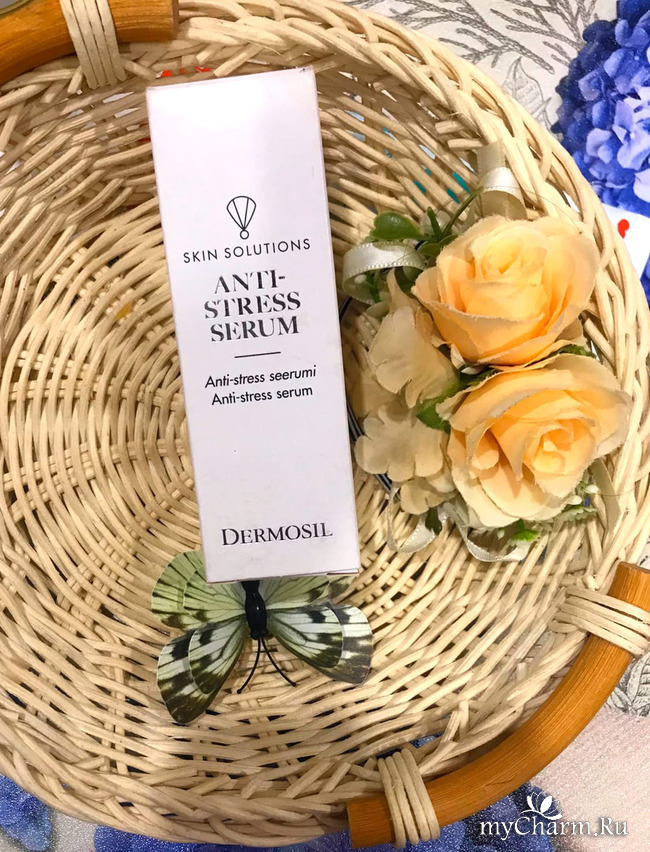 SKIN SOLUTIONS
ANTI-
STRESS
SERUM
Anti-stress seerumi
Anti-stress serum
DERMOSIL
myCharm.Ru